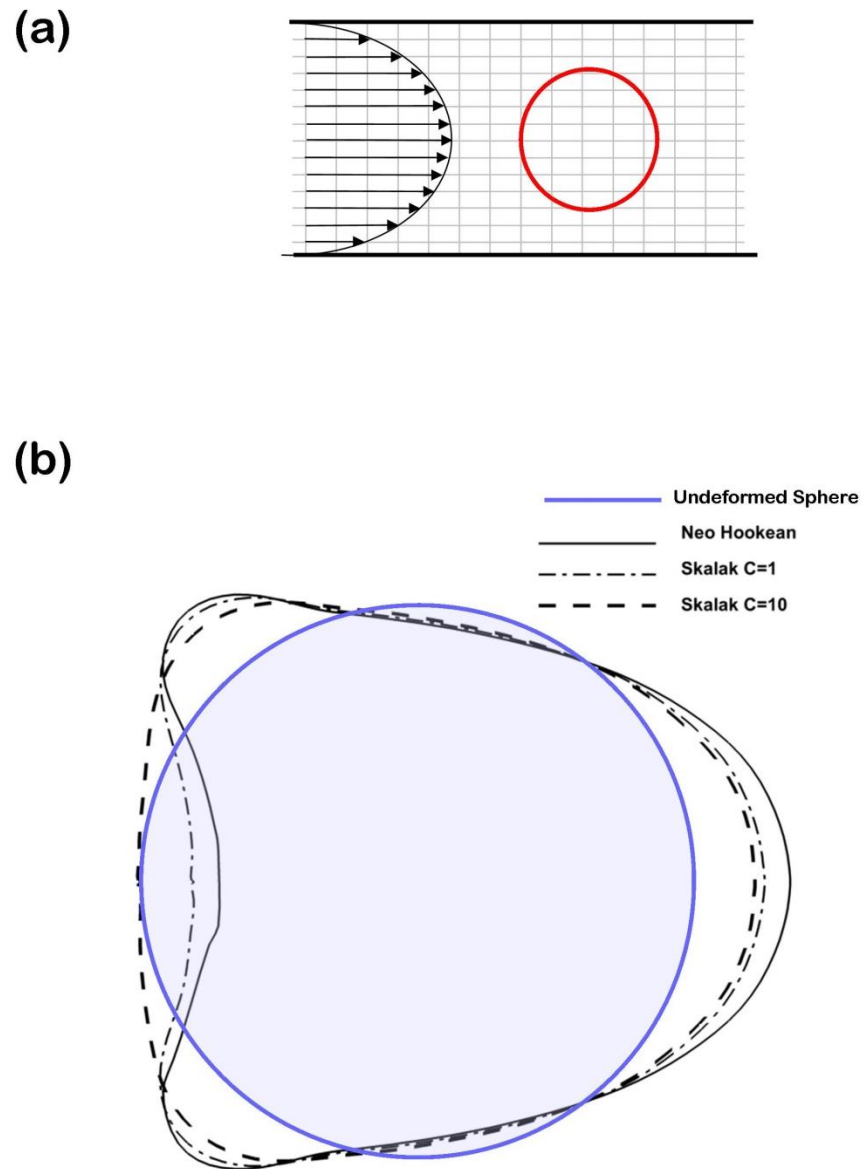 (a)
(b)
Undeformed Sphere
Neo Hookean
Skalak C=1
Skalak C=10